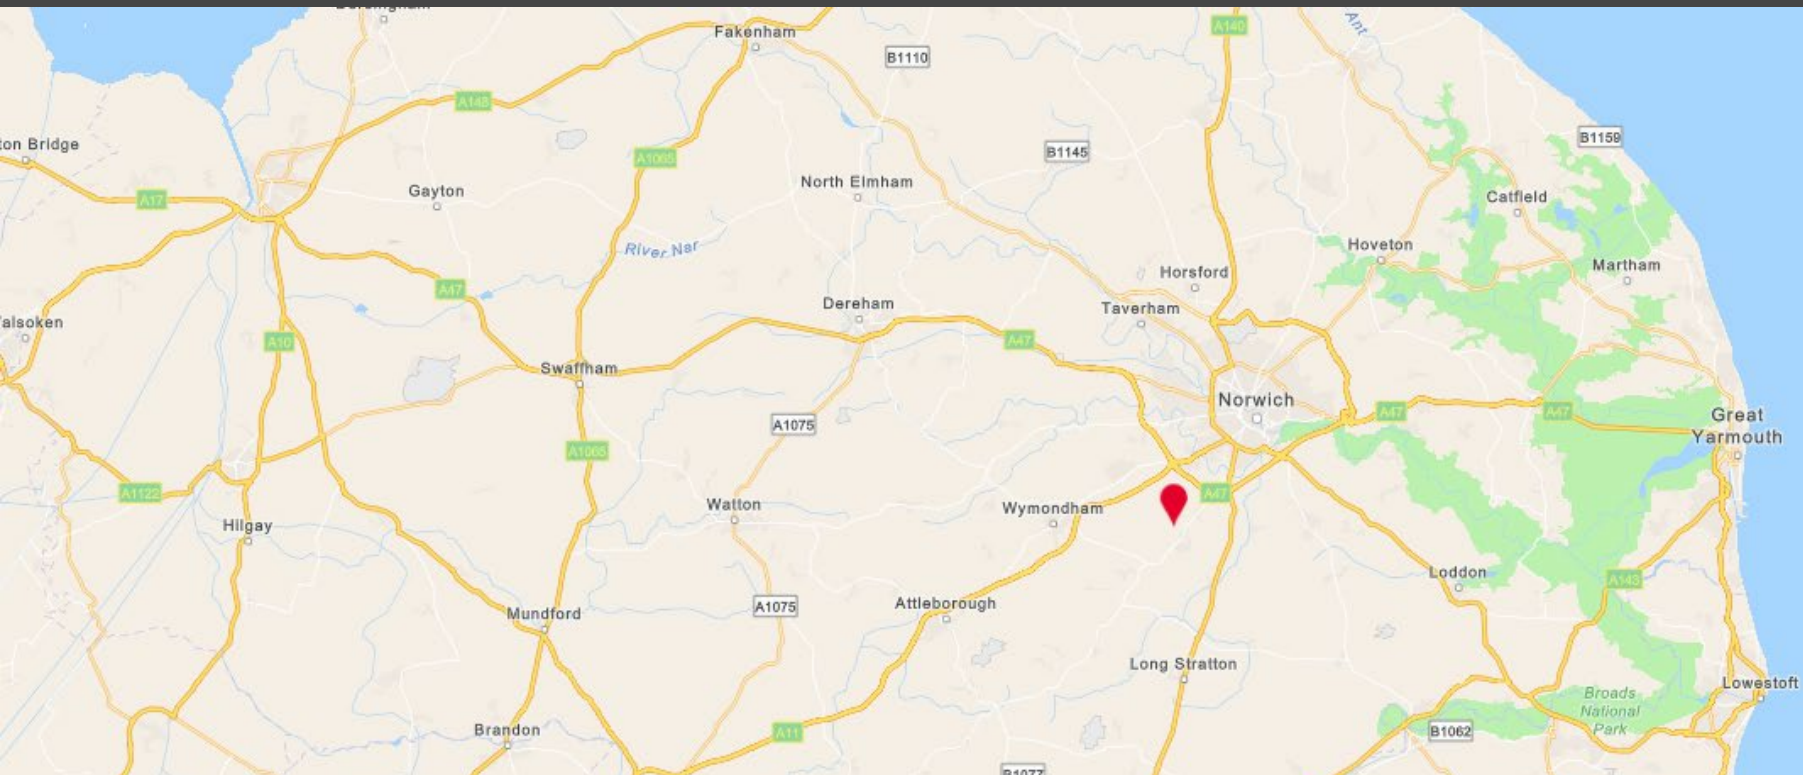 Fakenham
Ant
A140
B1110
A148
ton Bridge
B1145
B1159
A1065
Gayton
North Elmham
A17
Catfield
River Nar
Hoveton
Martham
Horsford
A47
Dereham
Taverham
alsoken
A10
A47
Swaffham
Norwich
A47
A47
Great
Yarmouth
A1075
A1065
A1122
A47
Watton
Wymondham
Hilgay
Loddon
A143
Mundford
A1075
Attleborough
Long Stratton
Lowestoft
Broads
National
Park
Brandon
A11
B1062
B1077